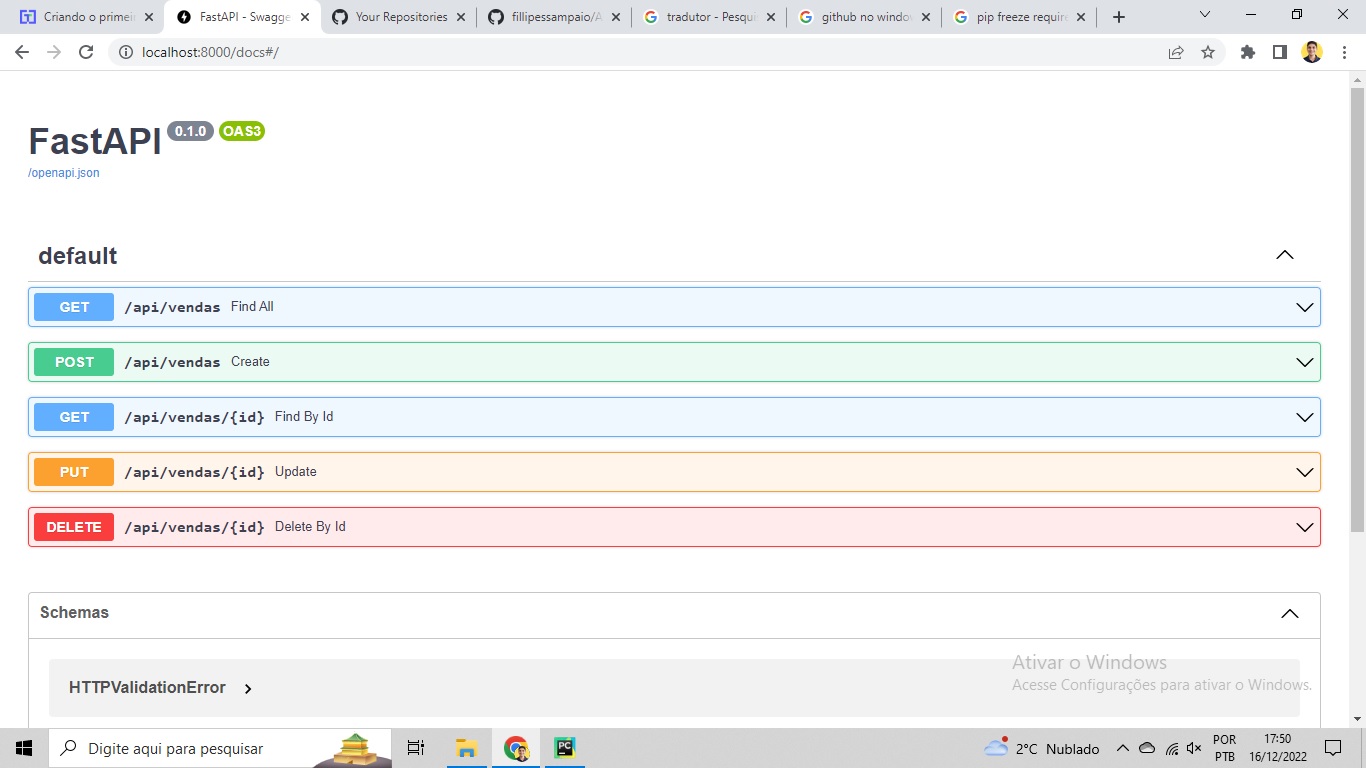 Criando o primei
FastAPI - Swagge
Your Repositories
fillipessampaio/A
tradutor - Pesqui
github no windo
pip freeze require
localhost:8000/docs#/
FastAPI 0.1.0 OAS3
/openapi.json
default
GET /api/vendas Find All
POST /api/vendas Create
GET /api/vendas/{id} Find By Id
PUT /api/vendas/{id} Update
DELETE /api/vendas/{id} Delete By Id
Schemas
HTTPValidationError
Ativar o Windows
Acesse Configurações para ativar o Windows.
Digite aqui para pesquisar
PC
2°C Nublado
POR
PTB
17:50
16/12/2022